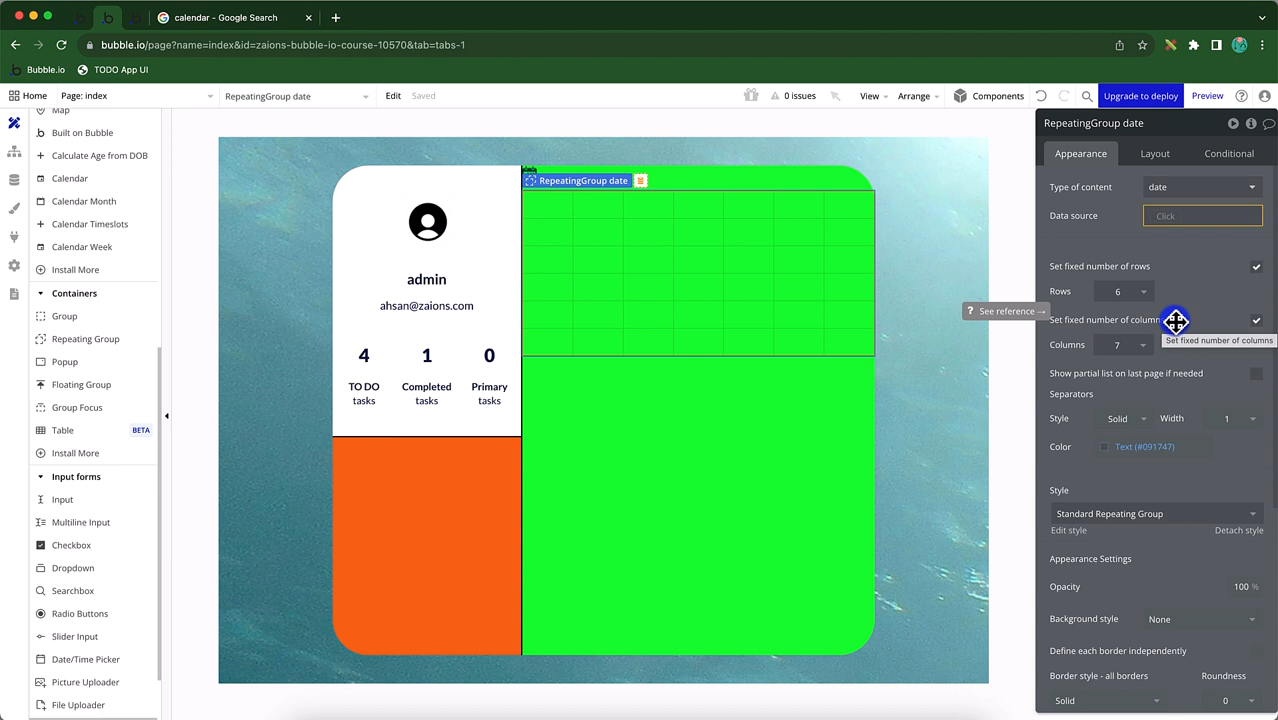 calendar - Google Search
bubble.io/page?name=index&id=zaions-bubble-io-course-10570&tab=tabs-1
Bubble.io
TODO App UI
Home
Page: index
RepeatingGroup date
Edit
Saved
0 issues
View
Arrange
Components
Upgrade to deploy
Preview
Map
Built on Bubble
Calculate Age from DOB
Calendar
Calendar Month
Calendar Timeslots
Calendar Week
Install More
Containers
Group
Repeating Group
Popup
Floating Group
Group Focus
Table
BETA
Install More
Input forms
Input
Multiline Input
Checkbox
Dropdown
Searchbox
Radio Buttons
Slider Input
Date/Time Picker
Picture Uploader
File Uploader
admin
ahsan@zaions.com
4 1 0
TO DO Completed Primary
tasks tasks tasks
RepeatingGroup date
? See reference →
RepeatingGroup date
Appearance
Layout
Conditional
Type of content
date
Data source
Click
Set fixed number of rows
Rows
6
Set fixed number of column
Set fixed number of columns
Columns
7
Show partial list on last page if needed
Separators
Style
Solid
Width
1
Color
Text (#091747)
Style
Standard Repeating Group
Edit style
Detach style
Appearance Settings
Opacity
100 %
Background style
None
Define each border independently
Border style - all borders
Roundness
Solid
0